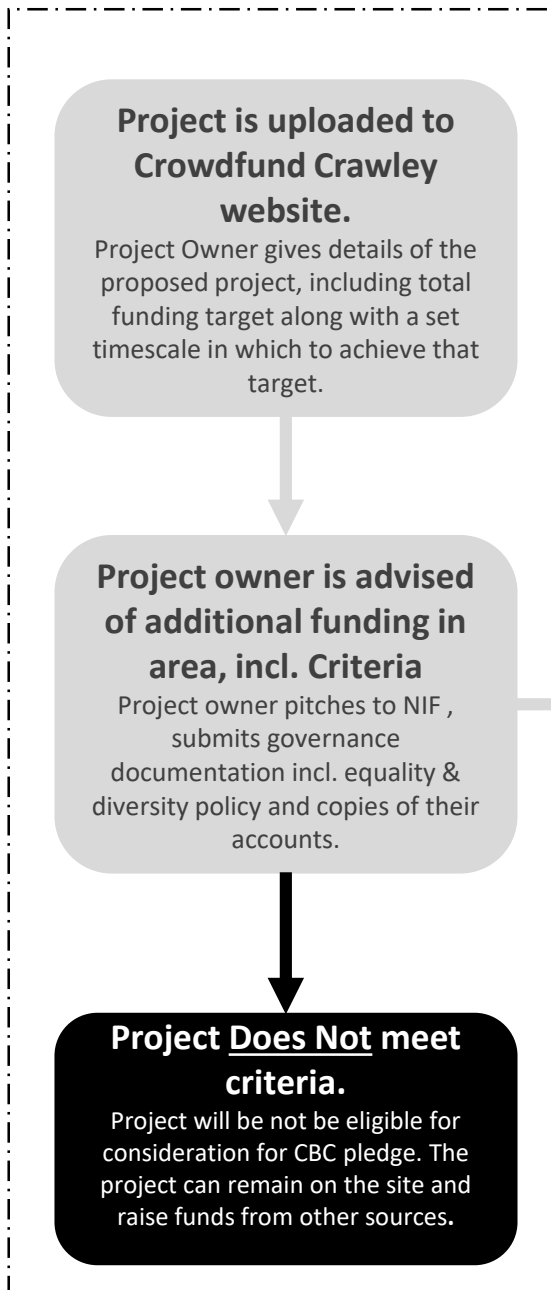 Project is uploaded to
Crowdfund Crawley
website.
Project Owner gives details of the
proposed project, including total
funding target along with a set
timescale in which to achieve that
target.
Project owner is advised
of additional funding in
area, incl. Criteria
Project owner pitches to NIF ,
submits governance
documentation incl. equality &
diversity policy and copies of their
accounts.
Project Does Not meet
criteria.
Project will be not be eligible for
consideration for CBC pledge. The
project can remain on the site and
raise funds from other sources.